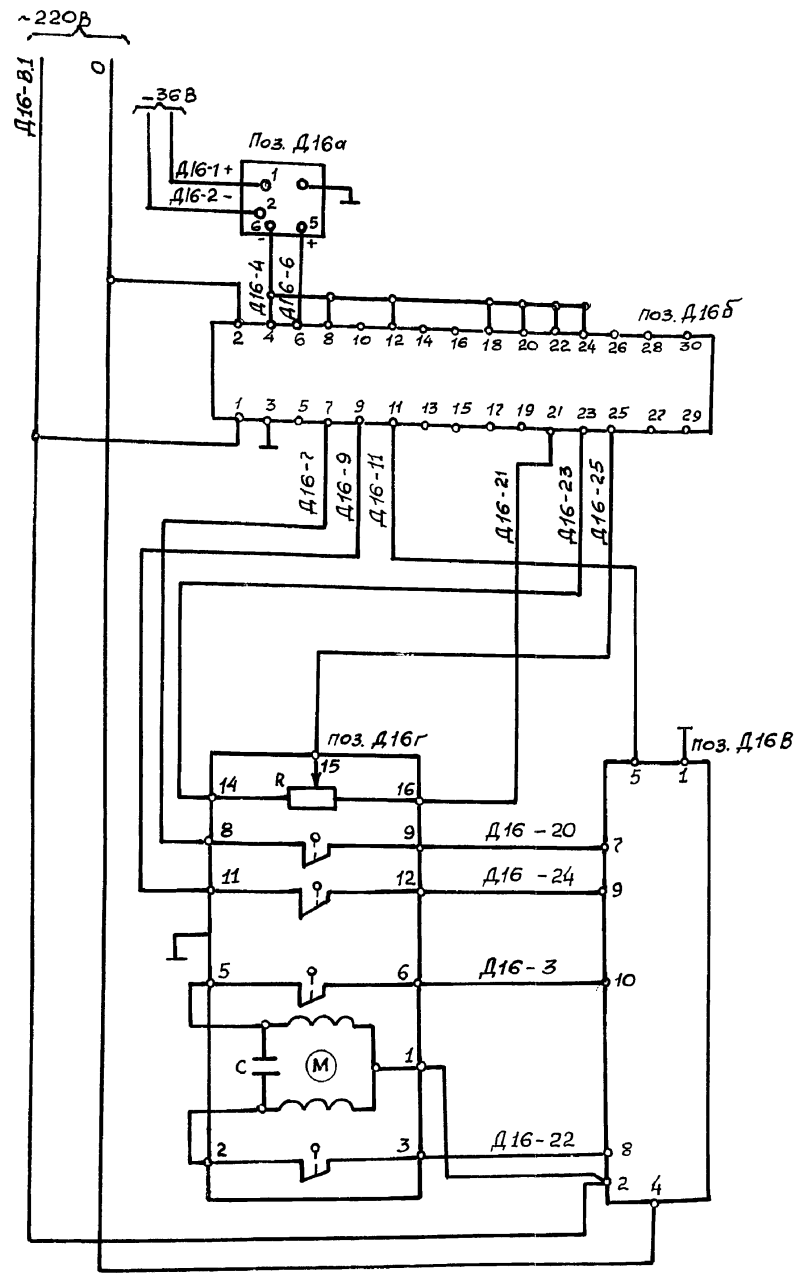 ~220В
Д16-В.1
0
-36В
Поз. Д16а
Д16-1+
1
Д16-2-
2
6
5
-
+
Д16-4
Д16-6
поз. Д16б
2 4 6 8 10 12 14 16 18 20 22 24 26 28 30
1 3 5 7 9 11 13 15 17 19 21 23 25 27 29
Д16-7
Д16-9
Д16-11
Д16-21
Д16-23
Д16-25
поз. Д16г
поз. Д16В
15
5
1
14
R
16
8
9
Д16-20
7
11
12
Д16-24
9
5
6
Д16-3
10
1
С
М
2
3
Д16-22
8
2
4